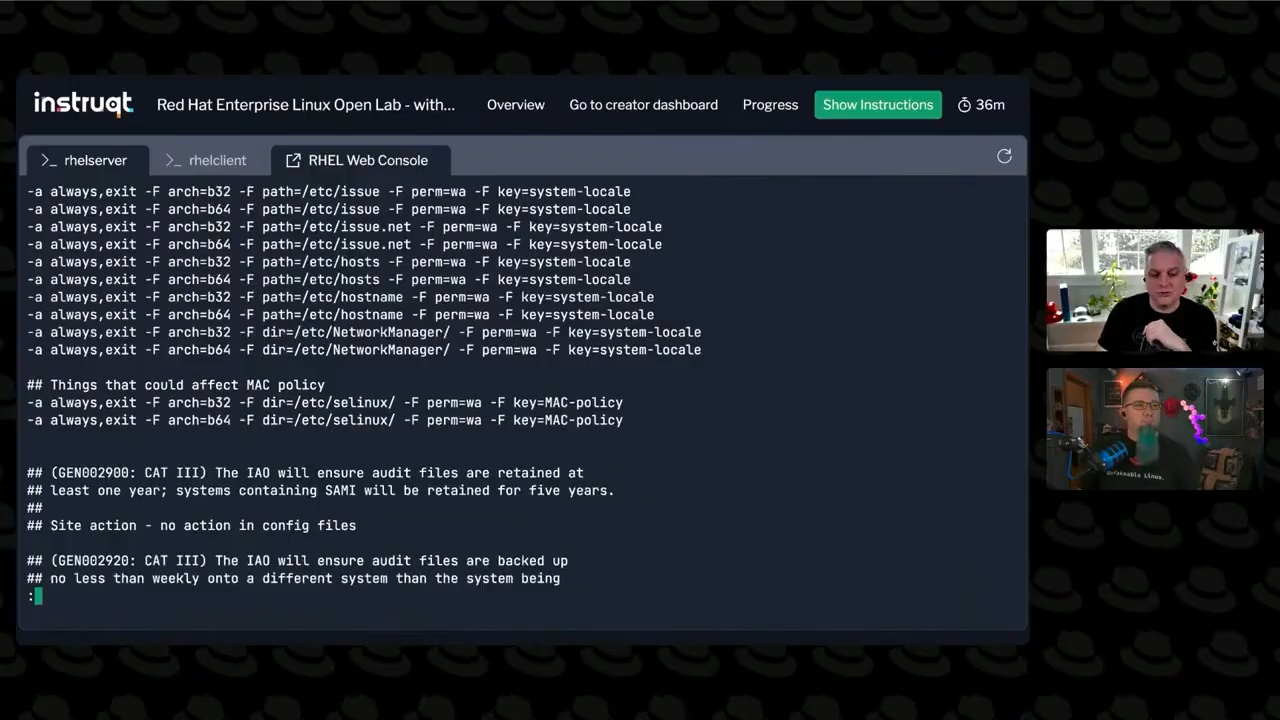 instruqt
Red Hat Enterprise Linux Open Lab - with...
Overview
Go to creator dashboard
Progress
Show Instructions
36m
>_ rhelserver
>_ rhelclient
RHEL Web Console
-a always,exit -F arch=b32 -F path=/etc/issue -F perm=wa -F key=system-locale
-a always,exit -F arch=b64 -F path=/etc/issue -F perm=wa -F key=system-locale
-a always,exit -F arch=b32 -F path=/etc/issue.net -F perm=wa -F key=system-locale
-a always,exit -F arch=b64 -F path=/etc/issue.net -F perm=wa -F key=system-locale
-a always,exit -F arch=b32 -F path=/etc/hosts -F perm=wa -F key=system-locale
-a always,exit -F arch=b64 -F path=/etc/hosts -F perm=wa -F key=system-locale
-a always,exit -F arch=b32 -F path=/etc/hostname -F perm=wa -F key=system-locale
-a always,exit -F arch=b64 -F path=/etc/hostname -F perm=wa -F key=system-locale
-a always,exit -F arch=b32 -F dir=/etc/NetworkManager/ -F perm=wa -F key=system-locale
-a always,exit -F arch=b64 -F dir=/etc/NetworkManager/ -F perm=wa -F key=system-locale
## Things that could affect MAC policy
-a always,exit -F arch=b32 -F dir=/etc/selinux/ -F perm=wa -F key=MAC-policy
-a always,exit -F arch=b64 -F dir=/etc/selinux/ -F perm=wa -F key=MAC-policy
## (GEN002900: CAT III) The IAO will ensure audit files are retained at
## least one year; systems containing SAMI will be retained for five years.
##
## Site action - no action in config files
## (GEN002920: CAT III) The IAO will ensure audit files are backed up
## no less than weekly onto a different system than the system being
:
Linux.